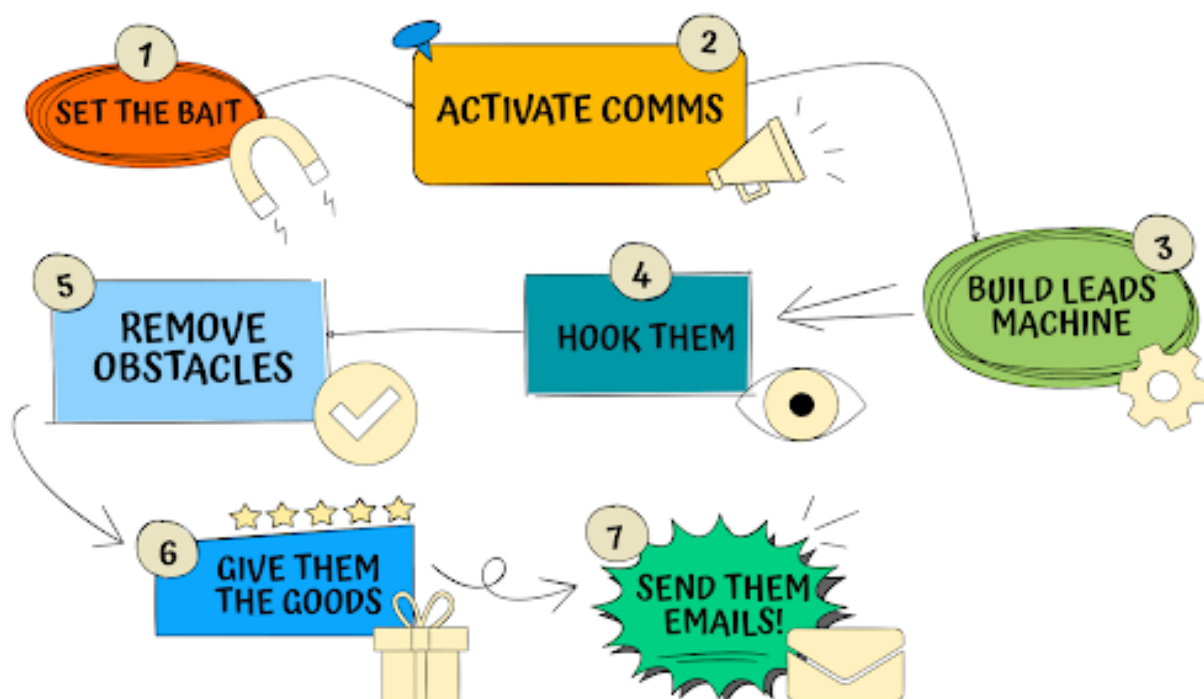 1
SET THE BAIT
2
ACTIVATE COMMS
3
BUILD LEADS
MACHINE
4
HOOK THEM
5
REMOVE
OBSTACLES
6
GIVE THEM
THE GOODS
7
SEND THEM
EMAILS!